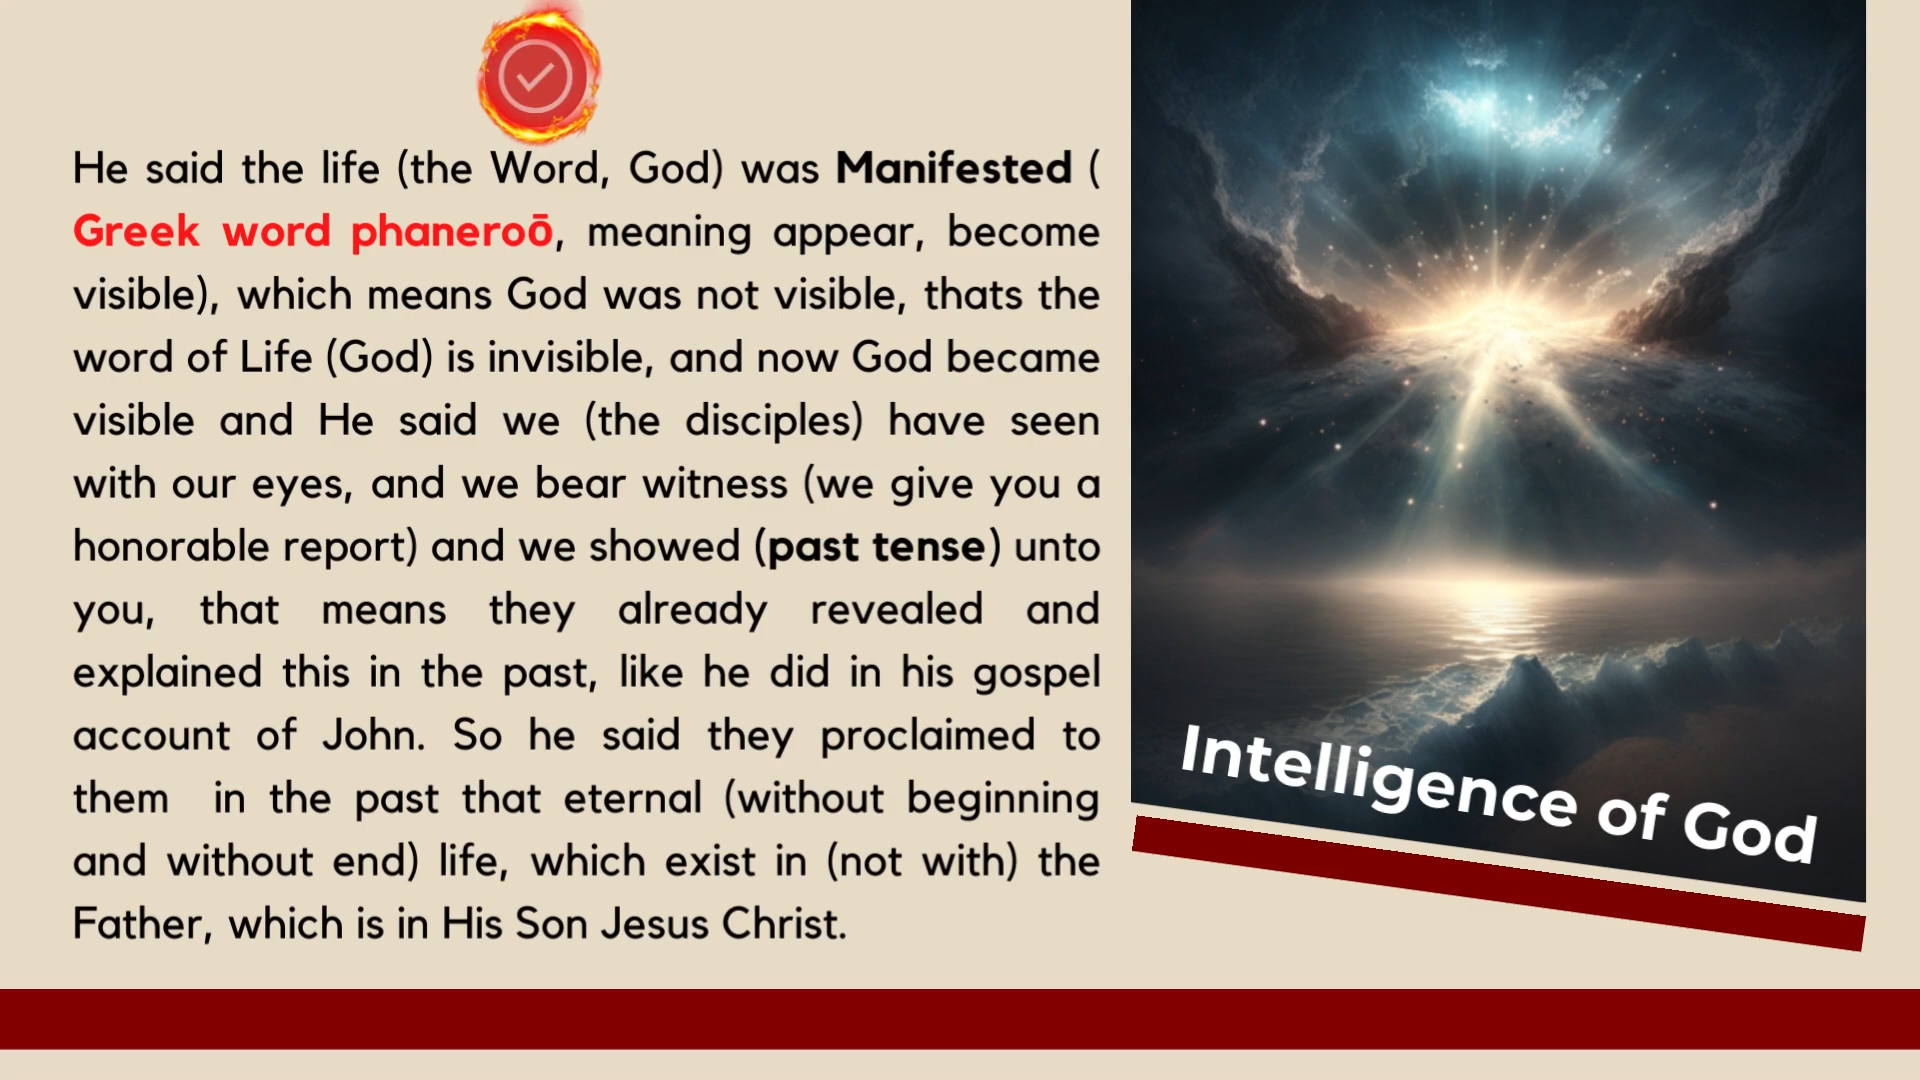 He said the life (the Word, God) was Manifested (
Greek word phaneroō, meaning appear, become
visible), which means God was not visible, thats the
word of Life (God) is invisible, and now God became
visible and He said we (the disciples) have seen
with our eyes, and we bear witness (we give you a
honorable report) and we showed (past tense) unto
you, that means they already revealed and
explained this in the past, like he did in his gospel
account of John. So he said they proclaimed to
them in the past that eternal (without beginning
and without end) life, which exist in (not with) the
Father, which is in His Son Jesus Christ.
Intelligence of God